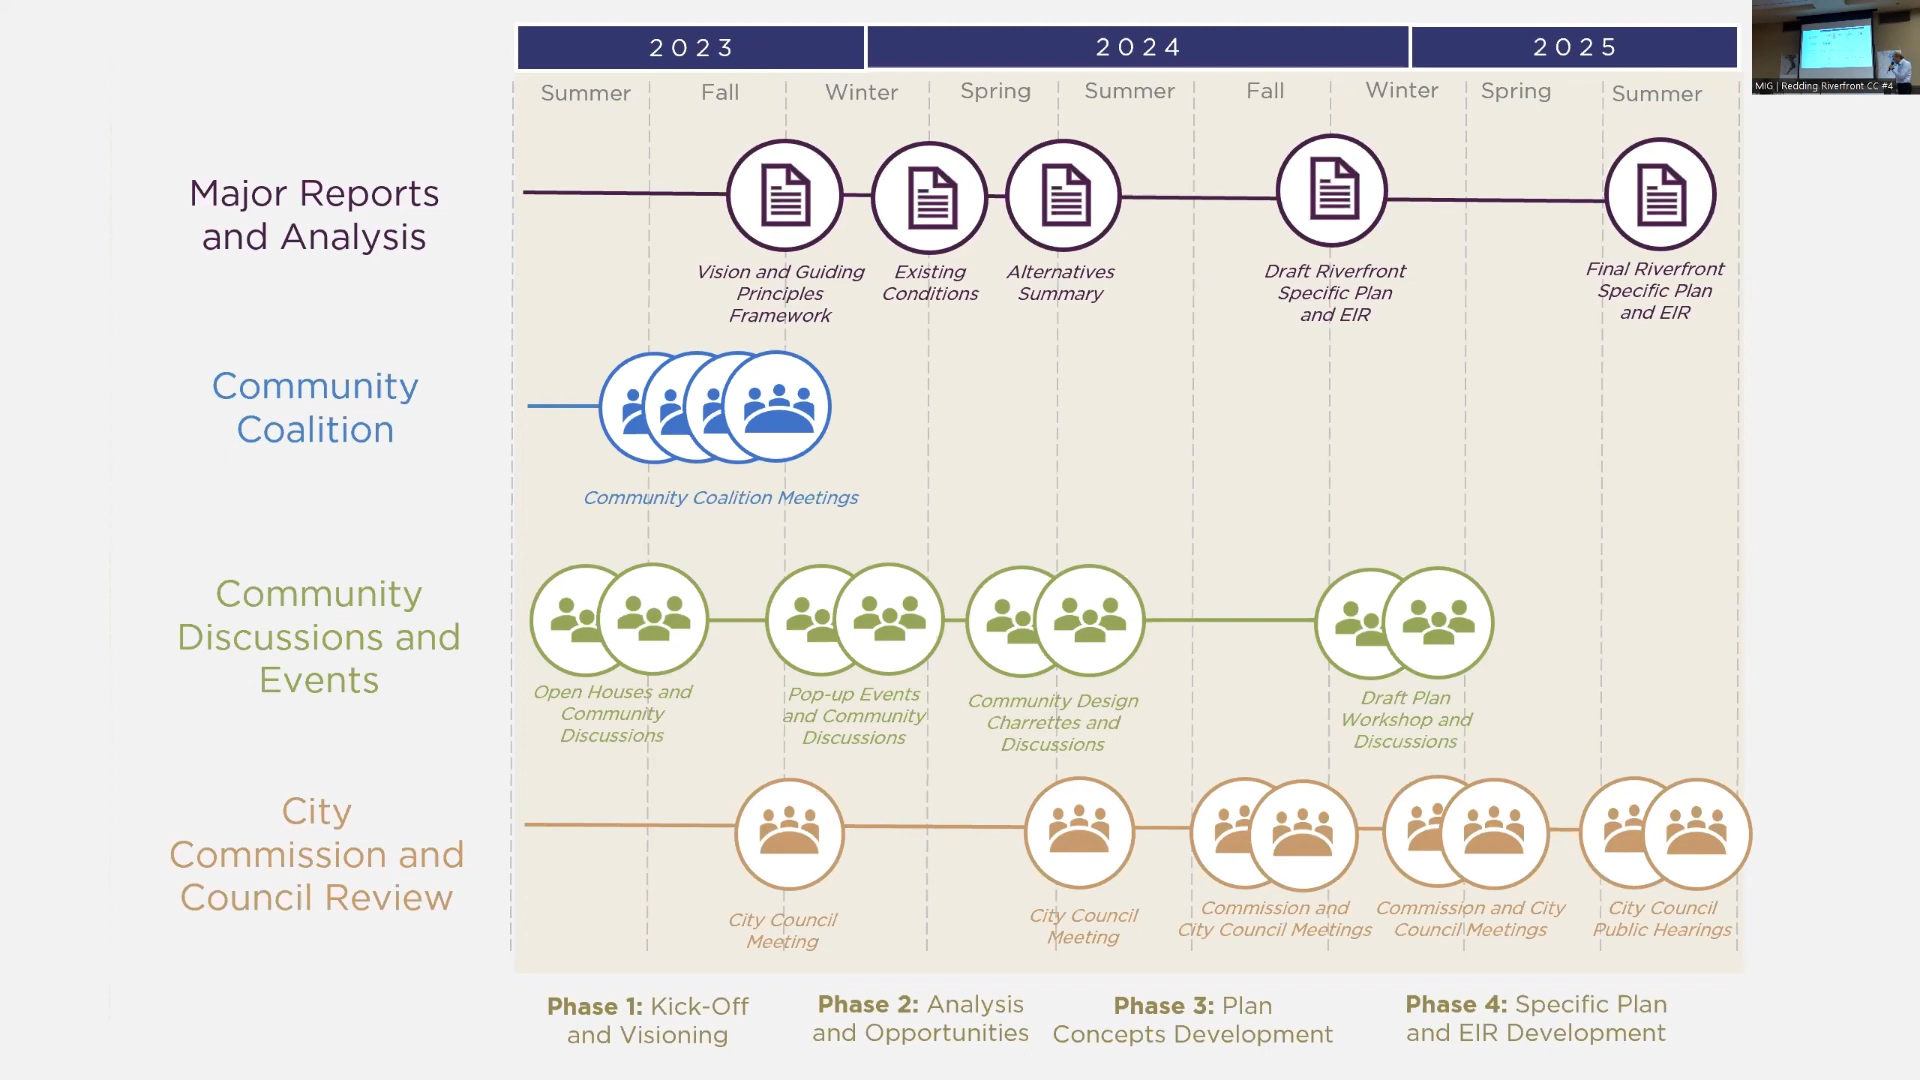 2023
2024
2025
Summer
Fall
Winter
Spring
Summer
Fall
Winter
Spring
Summer
MIG | Redding Riverfront CC #4
Major Reports
and Analysis
Vision and Guiding
Principles
Framework
Existing
Conditions
Alternatives
Summary
Draft Riverfront
Specific Plan
and EIR
Final Riverfront
Specific Plan
and EIR
Community
Coalition
Community Coalition Meetings
Community
Discussions and
Events
Open Houses and
Community
Discussions
Pop-up Events
and Community
Discussions
Community Design
Charrettes and
Discussions
Draft Plan
Workshop and
Discussions
City
Commission and
Council Review
City Council
Meeting
City Council
Meeting
Commission and
City Council Meetings
Commission and City
Council Meetings
City Council
Public Hearings
Phase 1: Kick-Off
and Visioning
Phase 2: Analysis
and Opportunities
Phase 3: Plan
Concepts Development
Phase 4: Specific Plan
and EIR Development